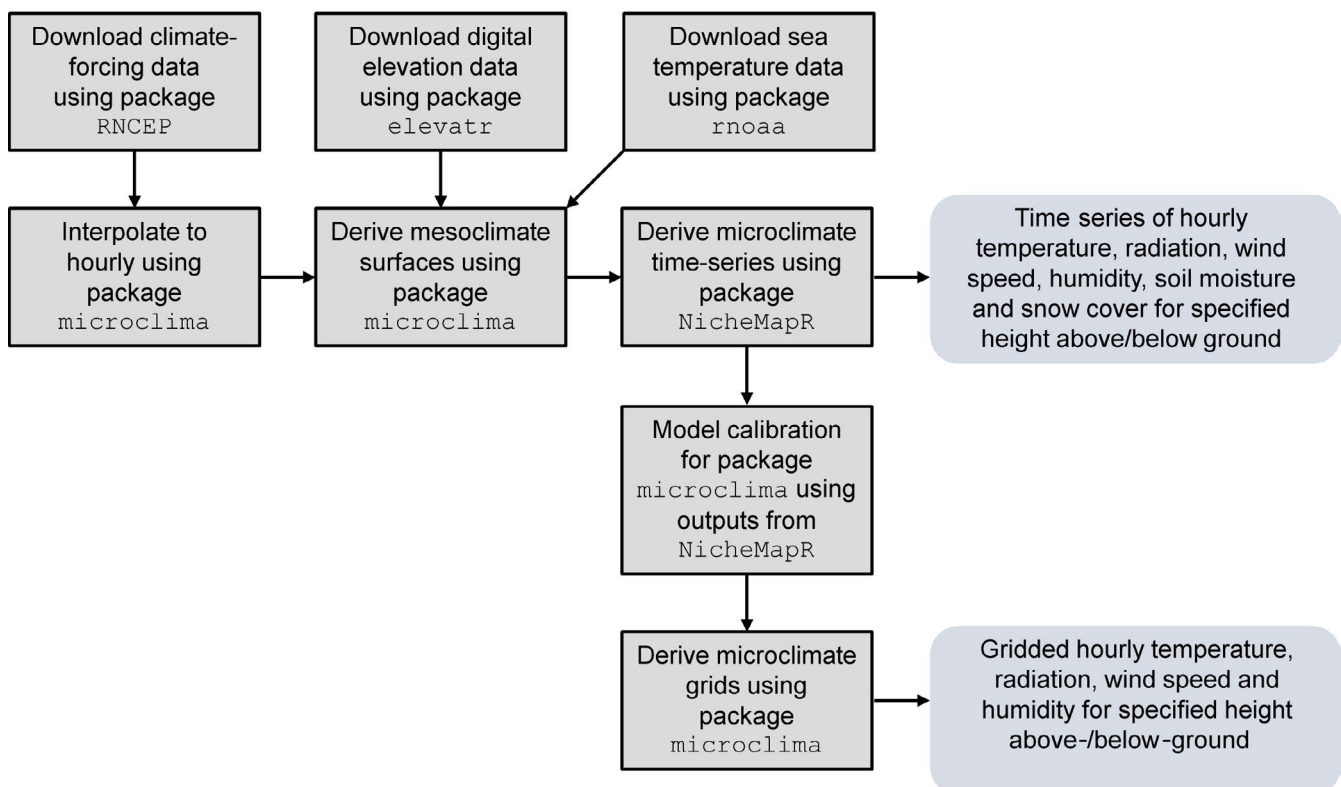 Download climate-
forcing data
using package
RNCEP
Download digital
elevation data
using package
elevatr
Download sea
temperature data
using package
rnoaa
Interpolate to
hourly using
package
microclima
Derive mesoclimate
surfaces using
package
microclima
Derive microclimate
time-series using
package
NicheMapR
Time series of hourly
temperature, radiation, wind
speed, humidity, soil moisture
and snow cover for specified
height above/below ground
Model calibration
for package
microclima using
outputs from
NicheMapR
Derive microclimate
grids using
package
microclima
Gridded hourly temperature,
radiation, wind speed and
humidity for specified height
above-/below-ground